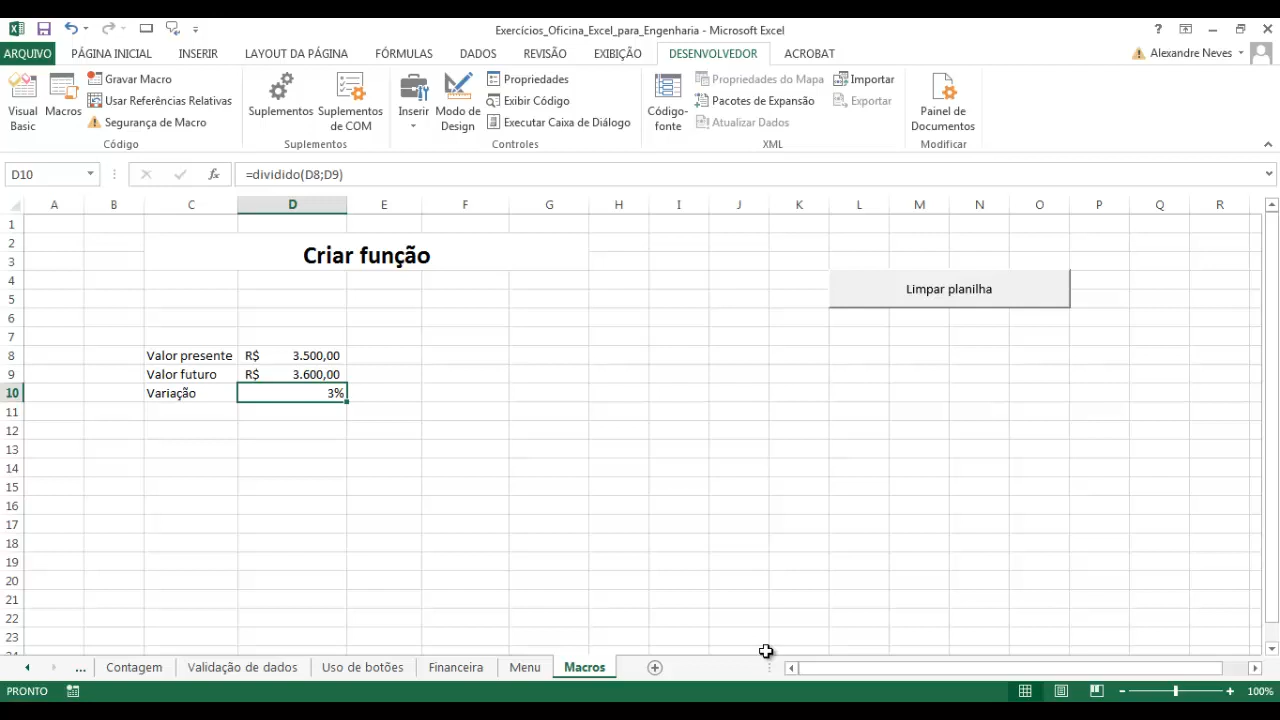 Exercícios_Oficina_Excel_para_Engenharia - Microsoft Excel
ARQUIVO PÁGINA INICIAL INSERIR LAYOUT DA PÁGINA FÓRMULAS DADOS REVISÃO EXIBIÇÃO DESENVOLVEDOR ACROBAT Alexandre Neves
Visual Basic
Macros
Gravar Macro
Usar Referências Relativas
Segurança de Macro
Código
Suplementos
Suplementos de COM
Suplementos
Inserir
Modo de Design
Propriedades
Exibir Código
Executar Caixa de Diálogo
Controles
Código-fonte
Propriedades do Mapa
Pacotes de Expansão
Atualizar Dados
Importar
Exportar
XML
Painel de Documentos
Modificar
D10 fx =dividido(D8;D9)
A B C D E F G H I J K L M N O P Q R
1
2
Criar função
3
4
Limpar planilha
5
6
7
8 Valor presente R$ 3.500,00
9 Valor futuro R$ 3.600,00
10 Variação 3%
11
12
13
14
15
16
17
18
19
20
21
22
23
... Contagem Validação de dados Uso de botões Financeira Menu Macros
PRONTO 100%